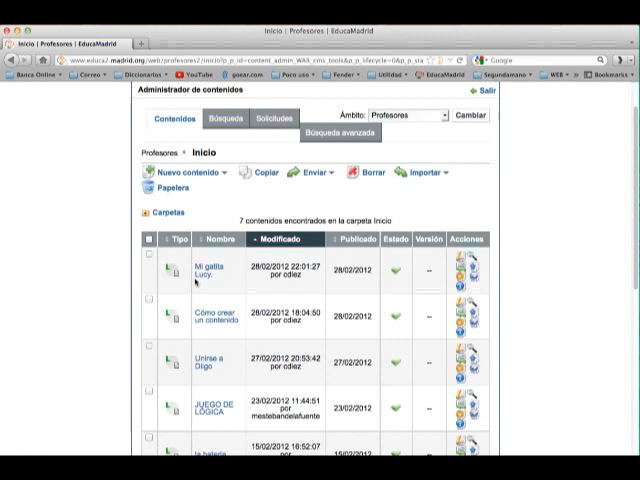 Inicio | Profesores | EducaMadrid
Inicio | Profesores | EducaMadrid
www.educa2.madrid.org/web/profesores2/inicio?p_p_id=content_admin_WAR_cms_tools&p_p_lifecycle=0&p_p_sta
Google
Banca Online Correo Diccionarios YouTube goear.com Poco uso Fender Utilidad EducaMadrid Segundamano WEB Bookmarks
Administrador de contenidos
Salir
Contenidos Búsqueda Solicitudes
Ámbito: Profesores Cambiar
Búsqueda avanzada
Profesores Inicio
Nuevo contenido Copiar Enviar Borrar Importar
Papelera
Carpetas
7 contenidos encontrados en la carpeta Inicio
Tipo Nombre Modificado Publicado Estado Versión Acciones
Mi gatita
Lucy.
28/02/2012 22:01:27
por cdiez
28/02/2012
--
Cómo crear
un contenido
28/02/2012 18:04:50
por cdiez
28/02/2012
--
Unirse a
Diigo
27/02/2012 20:53:42
por cdiez
27/02/2012
--
JUEGO DE
LÓGICA
23/02/2012 11:44:51
por
mestebandelafuente
23/02/2012
--
la batería
15/02/2012 16:52:07
por
15/02/2012